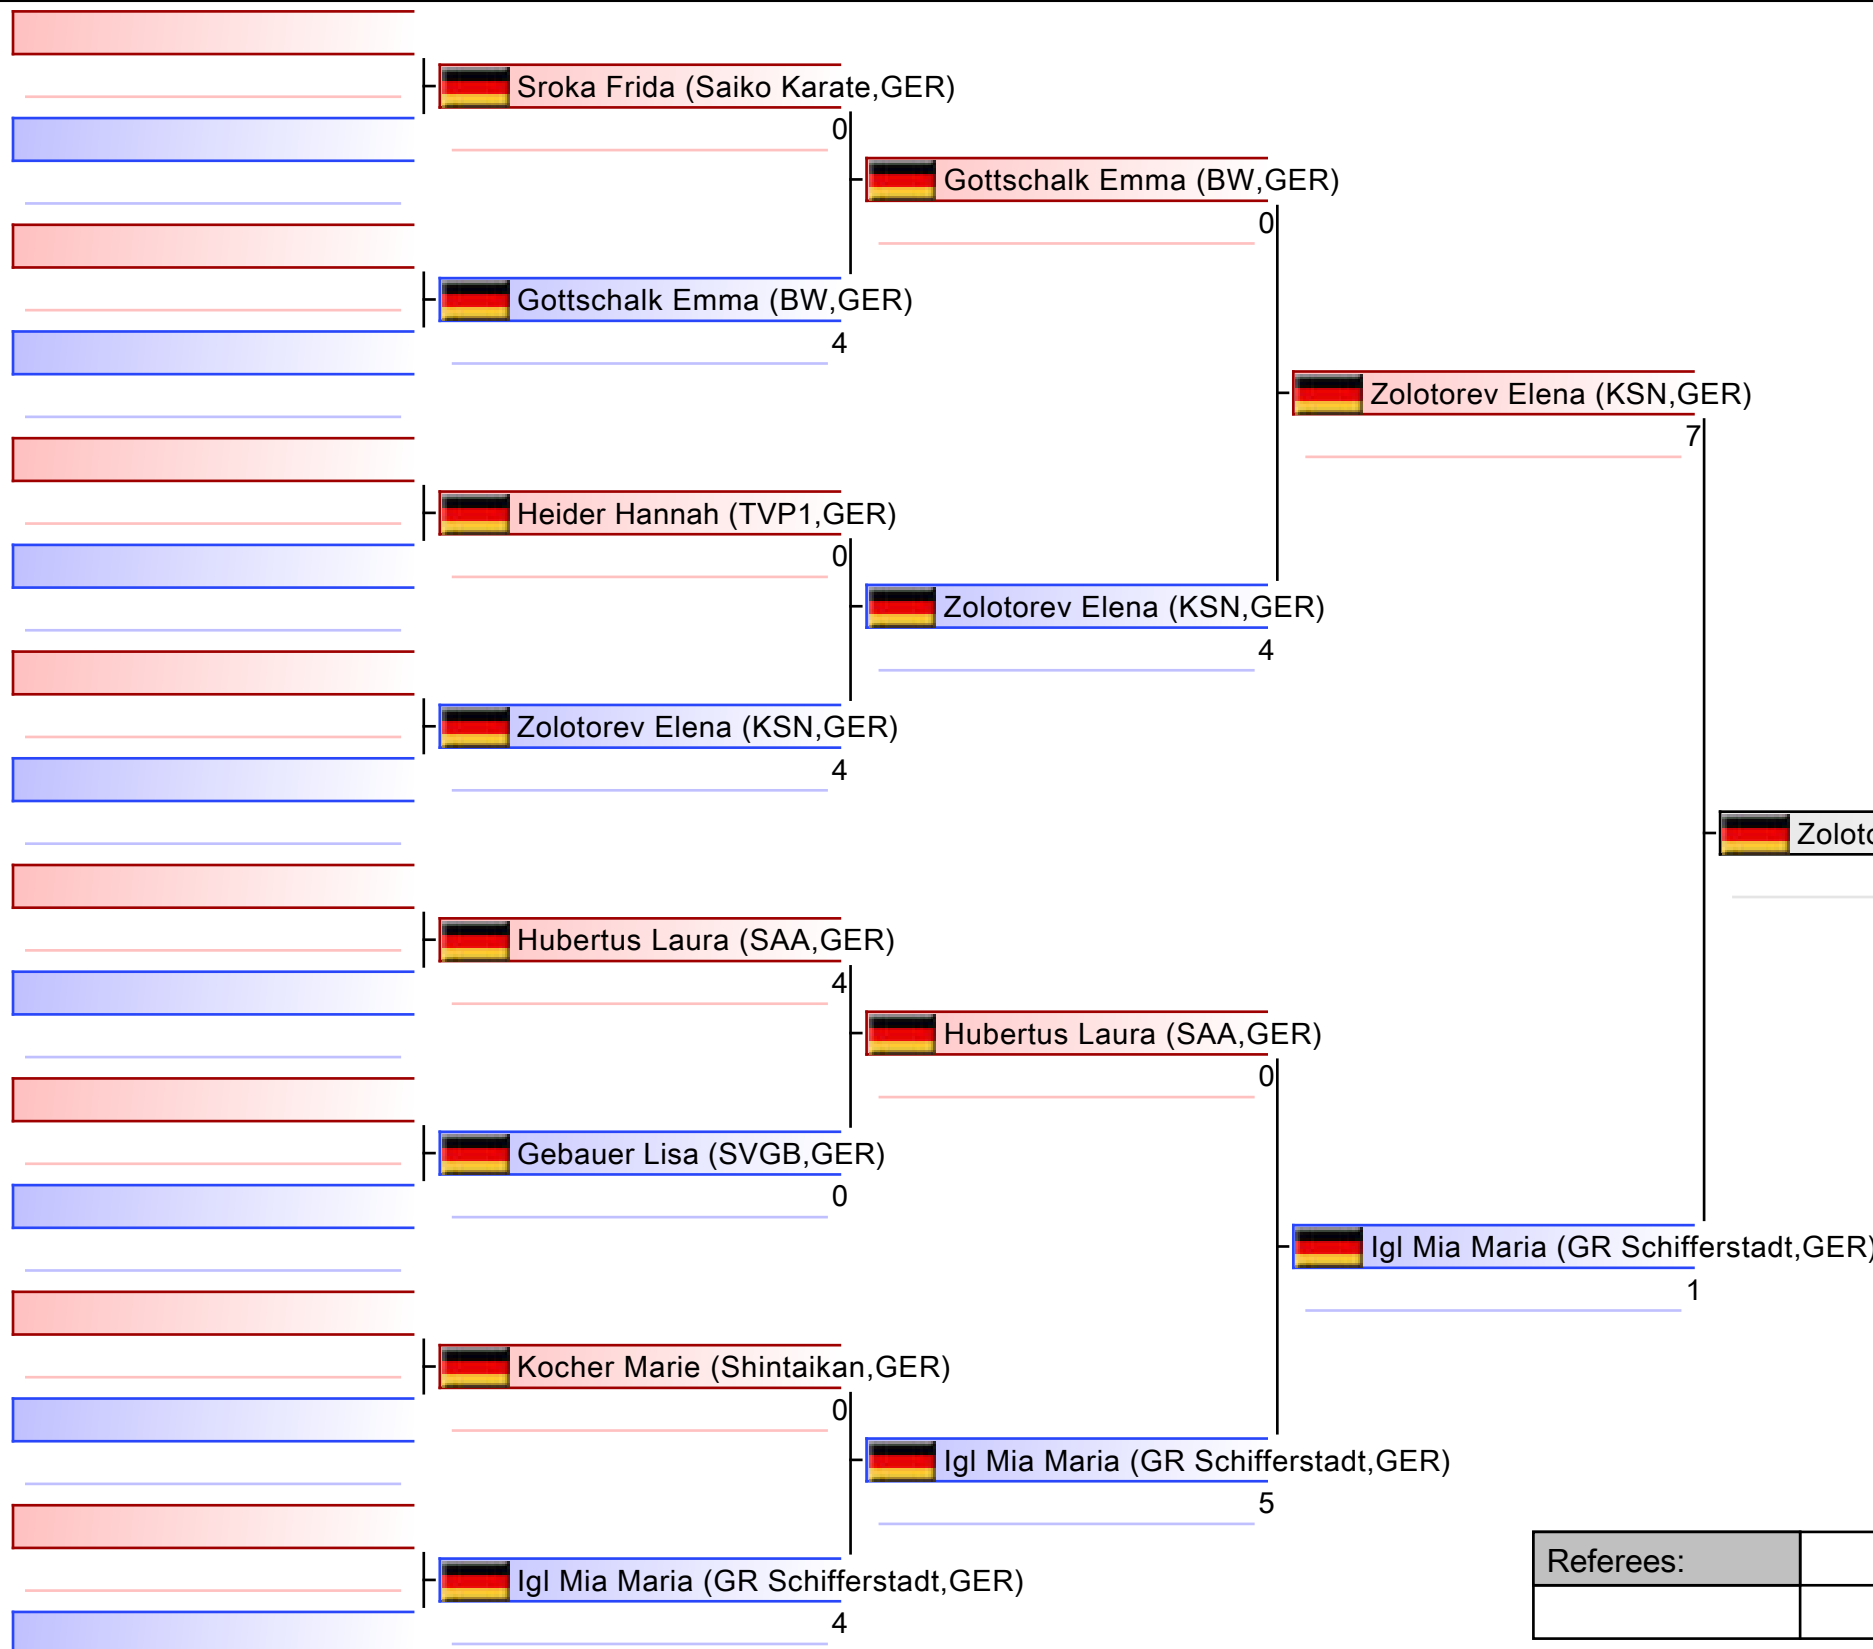 Sroka Frida (Saiko Karate,GER)
0
Gottschalk Emma (BW,GER)
0
Gottschalk Emma (BW,GER)
4
Zolotorev Elena (KSN,GER)
7
Heider Hannah (TVP1,GER)
0
Zolotorev Elena (KSN,GER)
4
Zolotorev Elena (KSN,GER)
4
Zoloto
Hubertus Laura (SAA,GER)
4
Hubertus Laura (SAA,GER)
0
Gebauer Lisa (SVGB,GER)
0
Igl Mia Maria (GR Schifferstadt,GER)
1
Kocher Marie (Shintaikan,GER)
0
Igl Mia Maria (GR Schifferstadt,GER)
5
Referees:
Igl Mia Maria (GR Schifferstadt,GER)
4